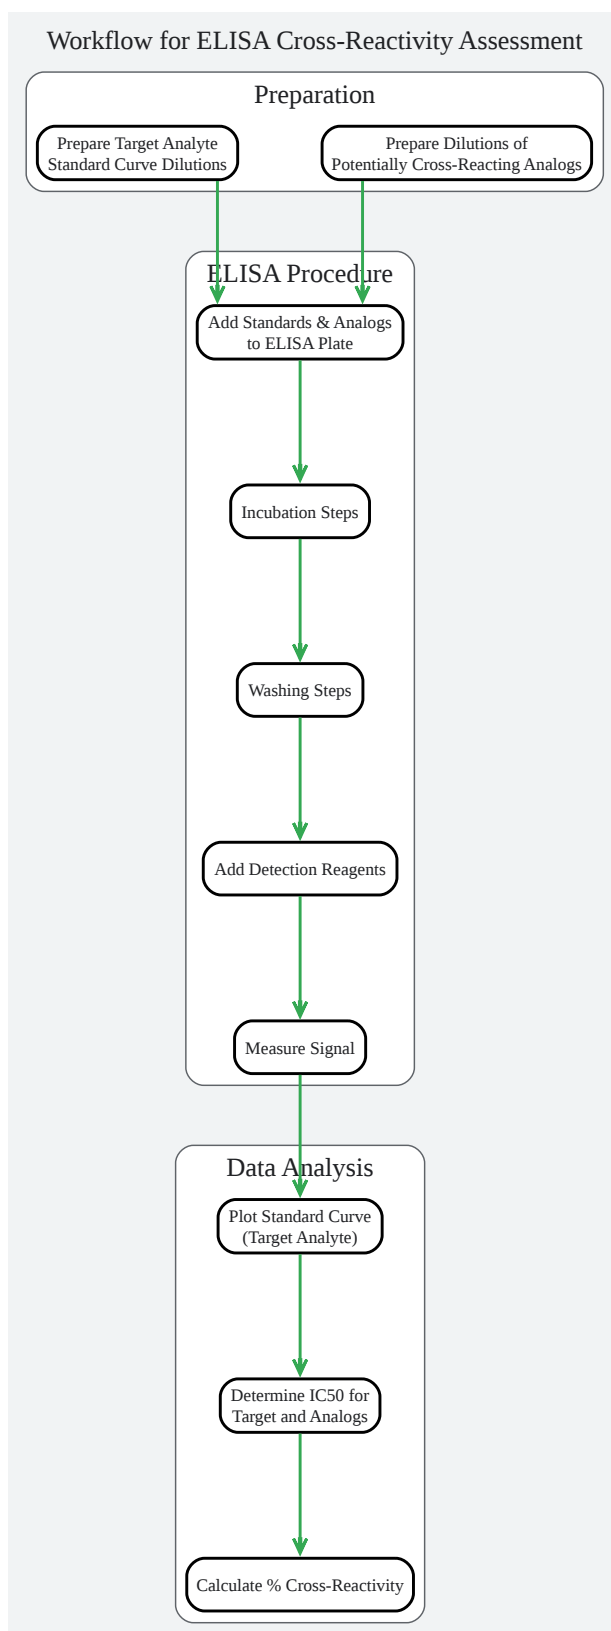 Workflow for ELISA Cross-Reactivity Assessment
Preparation
Prepare Target Analyte
Standard Curve Dilutions
Prepare Dilutions of
Potentially Cross-Reacting Analogs
ELISA Procedure
Add Standards & Analogs
to ELISA Plate
Incubation Steps
Washing Steps
Add Detection Reagents
Measure Signal
Data Analysis
Plot Standard Curve
(Target Analyte)
Determine IC50 for
Target and Analogs
Calculate % Cross-Reactivity